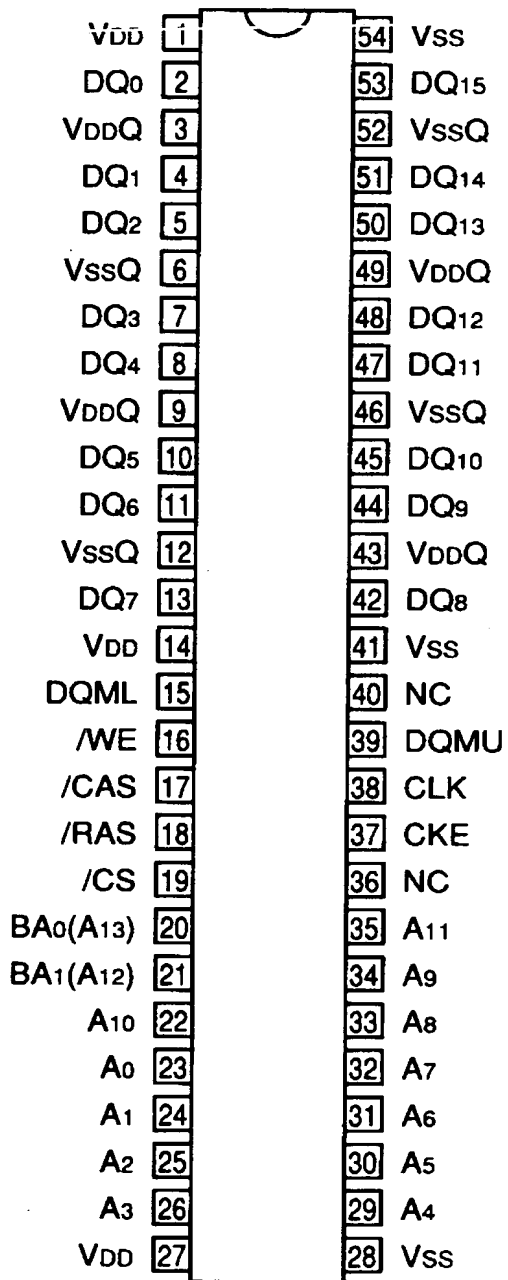 VDD 1 54 VSS
DQ0 2 53 DQ15
VDDQ 3 52 VSSQ
DQ1 4 51 DQ14
DQ2 5 50 DQ13
VSSQ 6 49 VDDQ
DQ3 7 48 DQ12
DQ4 8 47 DQ11
VDDQ 9 46 VSSQ
DQ5 10 45 DQ10
DQ6 11 44 DQ9
VSSQ 12 43 VDDQ
DQ7 13 42 DQ8
VDD 14 41 VSS
DQML 15 40 NC
/WE 16 39 DQMU
/CAS 17 38 CLK
/RAS 18 37 CKE
/CS 19 36 NC
BA0(A13) 20 35 A11
BA1(A12) 21 34 A9
A10 22 33 A8
A0 23 32 A7
A1 24 31 A6
A2 25 30 A5
A3 26 29 A4
VDD 27 28 VSS